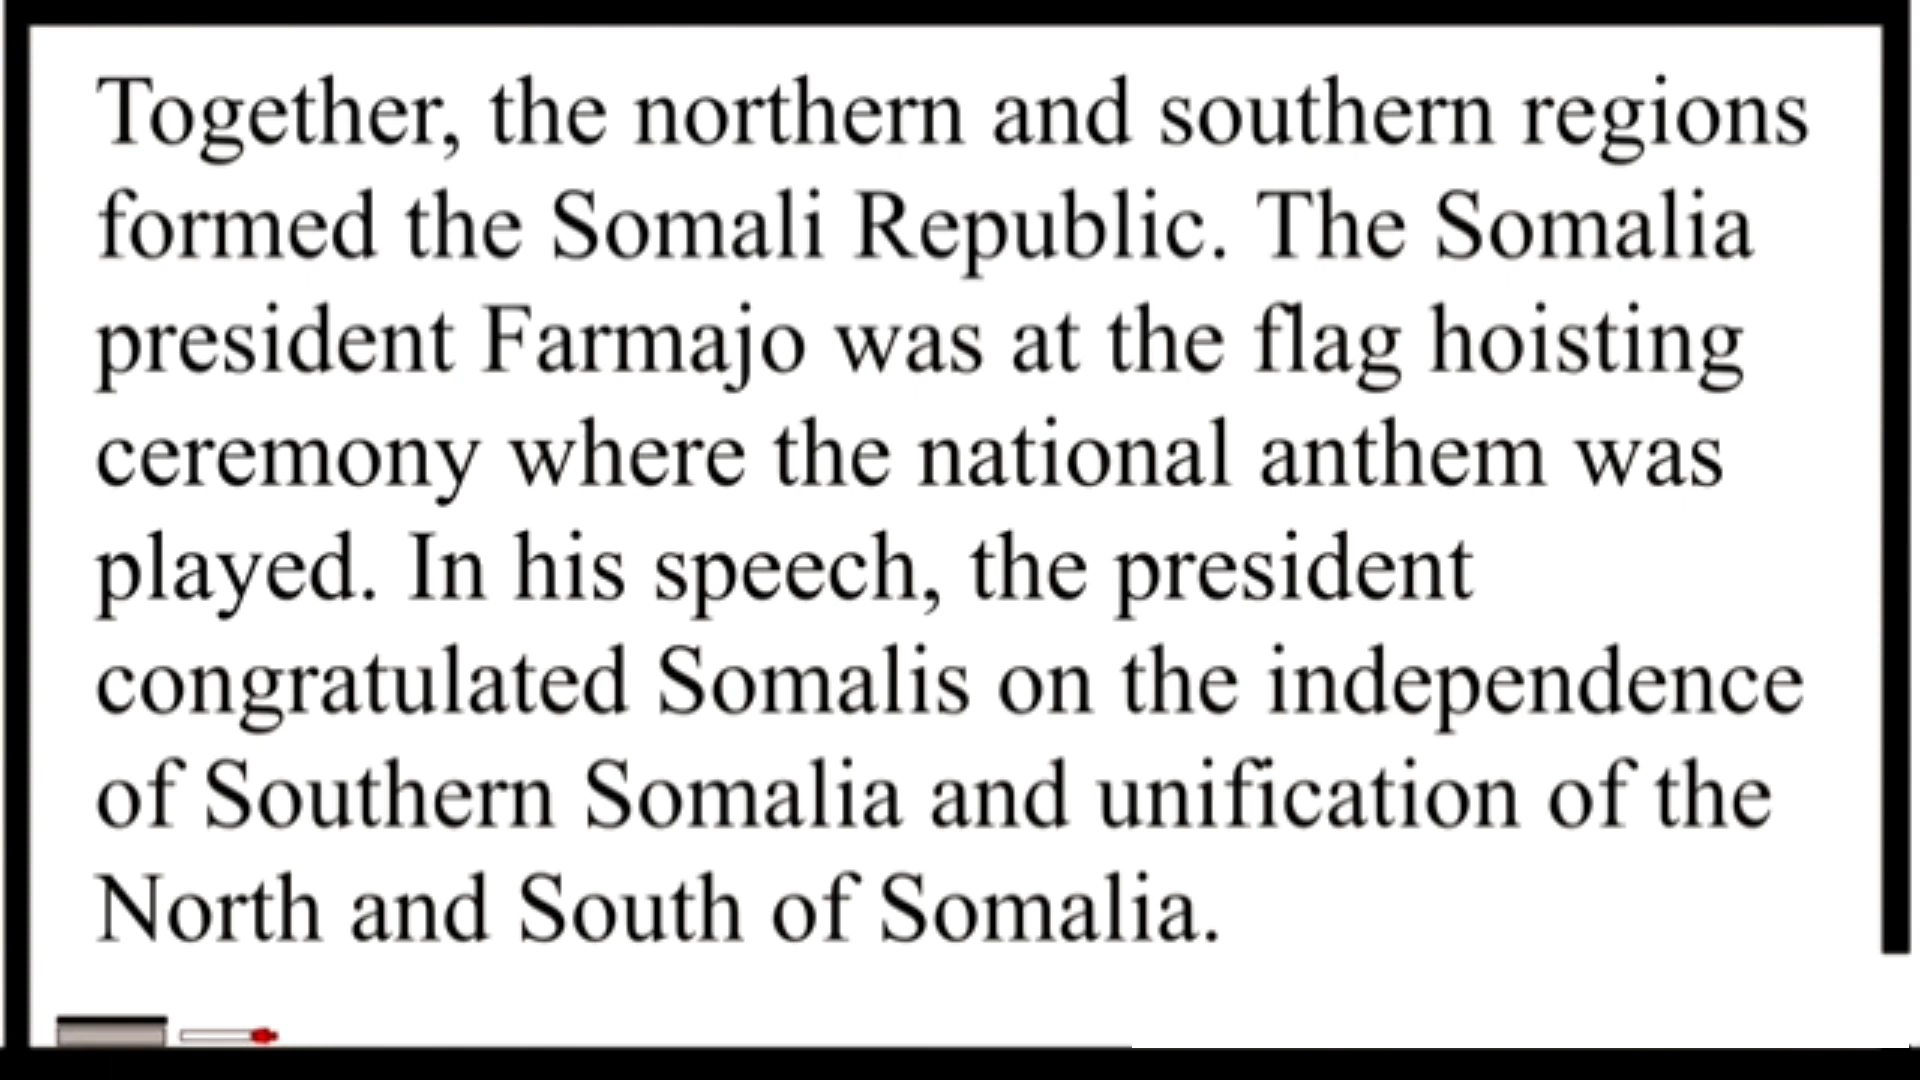 Together, the northern and southern regions
formed the Somali Republic. The Somalia
president Farmajo was at the flag hoisting
ceremony where the national anthem was
played. In his speech, the president
congratulated Somalis on the independence
of Southern Somalia and unification of the
North and South of Somalia.